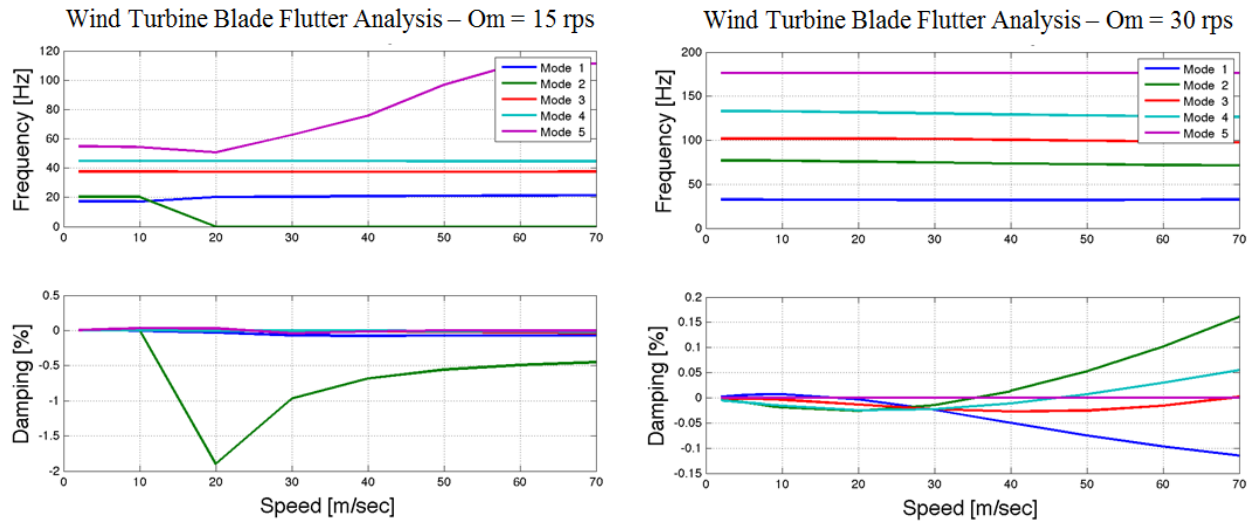 Wind Turbine Blade Flutter Analysis – Om = 15 rps
Frequency [Hz]
120
100
80
60
40
20
0
0 10 20 30 40 50 60 70
Mode 1
Mode 2
Mode 3
Mode 4
Mode 5
Damping [%]
0.5
0
-0.5
-1
-1.5
-2
0 10 20 30 40 50 60 70
Speed [m/sec]
Wind Turbine Blade Flutter Analysis – Om = 30 rps
Frequency [Hz]
200
150
100
50
0
0 10 20 30 40 50 60 70
Mode 1
Mode 2
Mode 3
Mode 4
Mode 5
Damping [%]
0.2
0.15
0.1
0.05
0
-0.05
-0.1
-0.15
0 10 20 30 40 50 60 70
Speed [m/sec]